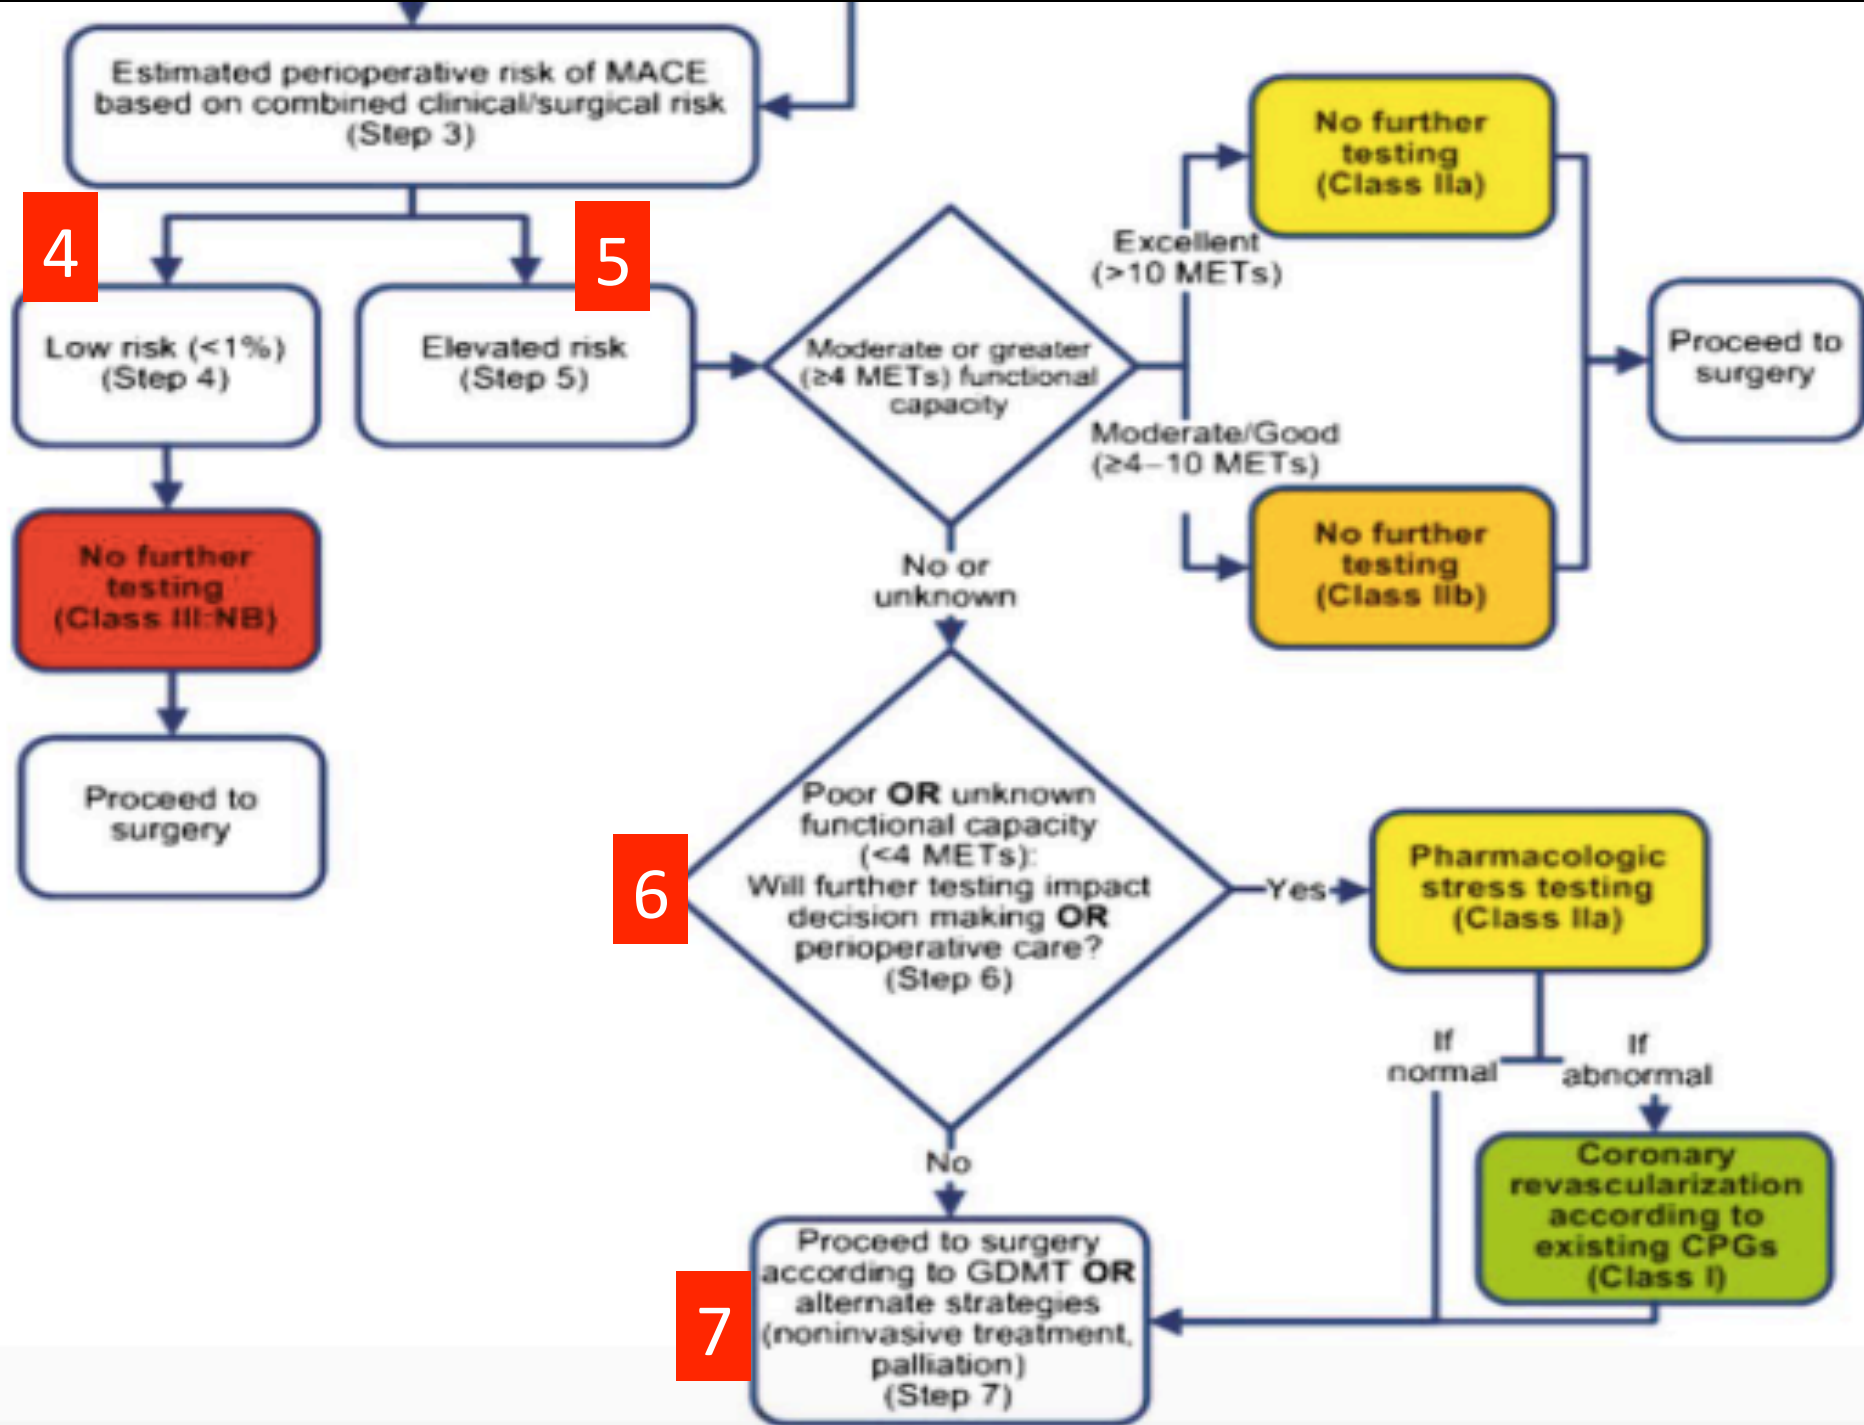 Estimated perioperative risk of MACE
based on combined clinical/surgical risk
(Step 3)
4
Low risk (<1%)
(Step 4)
5
Elevated risk
(Step 5)
No further
testing
(Class III:NB)
Proceed to
surgery
Moderate or greater
(≥4 METs) functional
capacity
Excellent
(>10 METs)
No further
testing
(Class IIa)
Moderate/Good
(≥4–10 METs)
No further
testing
(Class IIb)
Proceed to
surgery
No or
unknown
6
Poor OR unknown
functional capacity
(<4 METs):
Will further testing impact
decision making OR
perioperative care?
(Step 6)
Yes
Pharmacologic
stress testing
(Class IIa)
If
normal
If
abnormal
Coronary
revascularization
according to
existing CPGs
(Class I)
No
7
Proceed to surgery
according to GDMT OR
alternate strategies
(noninvasive treatment,
palliation)
(Step 7)